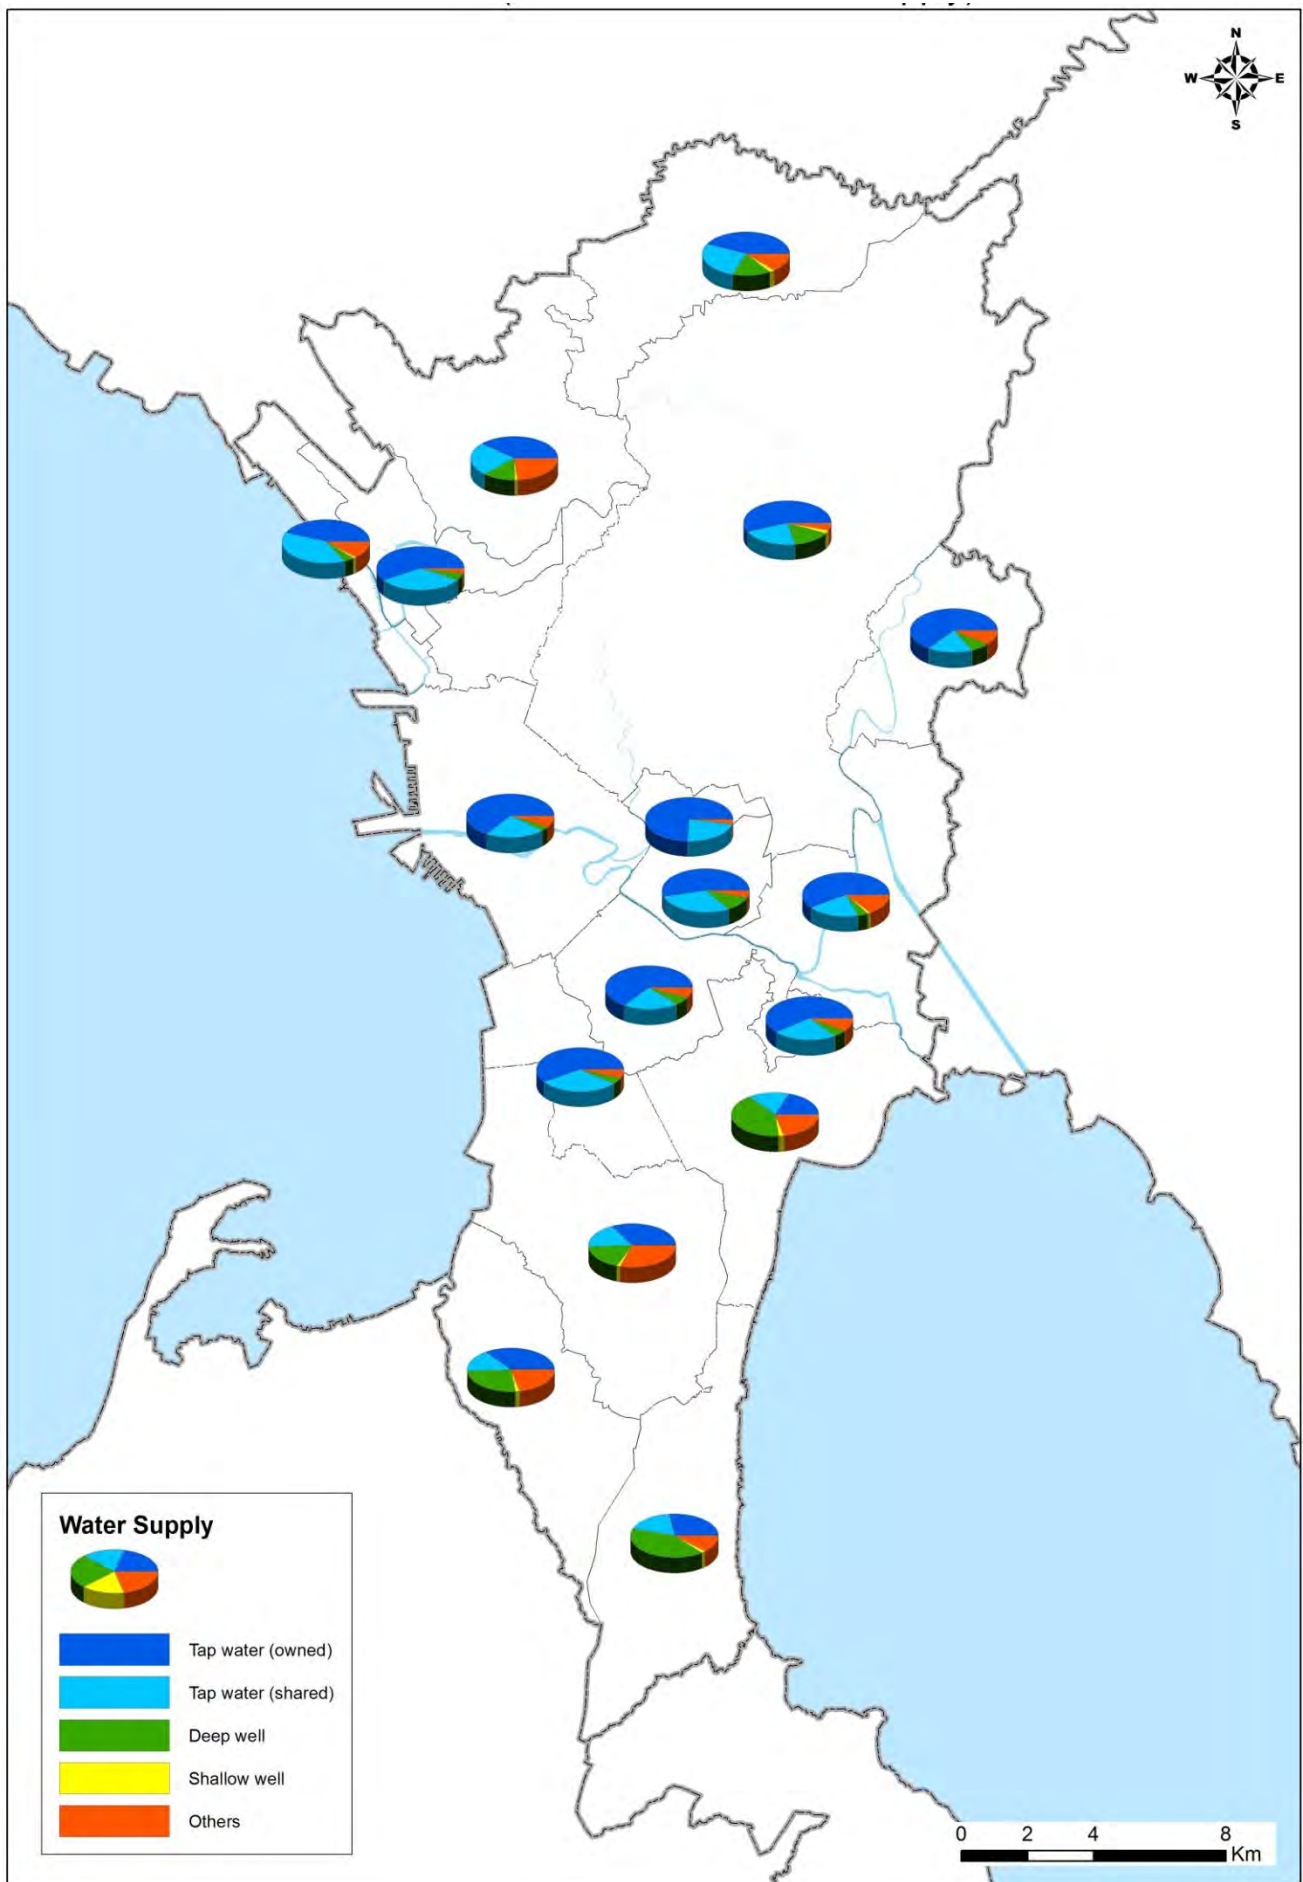 N
W E
S
Water Supply
Tap water (owned)
Tap water (shared)
Deep well
Shallow well
Others
0 2 4 8
Km